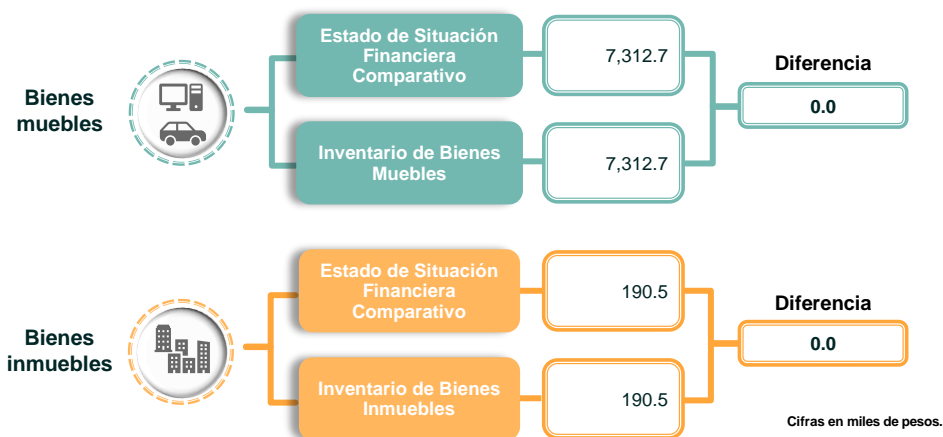 Bienes
muebles
Estado de Situación
Financiera
Comparativo
7,312.7
Inventario de Bienes
Muebles
7,312.7
Diferencia
0.0
Bienes
inmuebles
Estado de Situación
Financiera
Comparativo
190.5
Inventario de Bienes
Inmuebles
190.5
Diferencia
0.0
Cifras en miles de pesos.